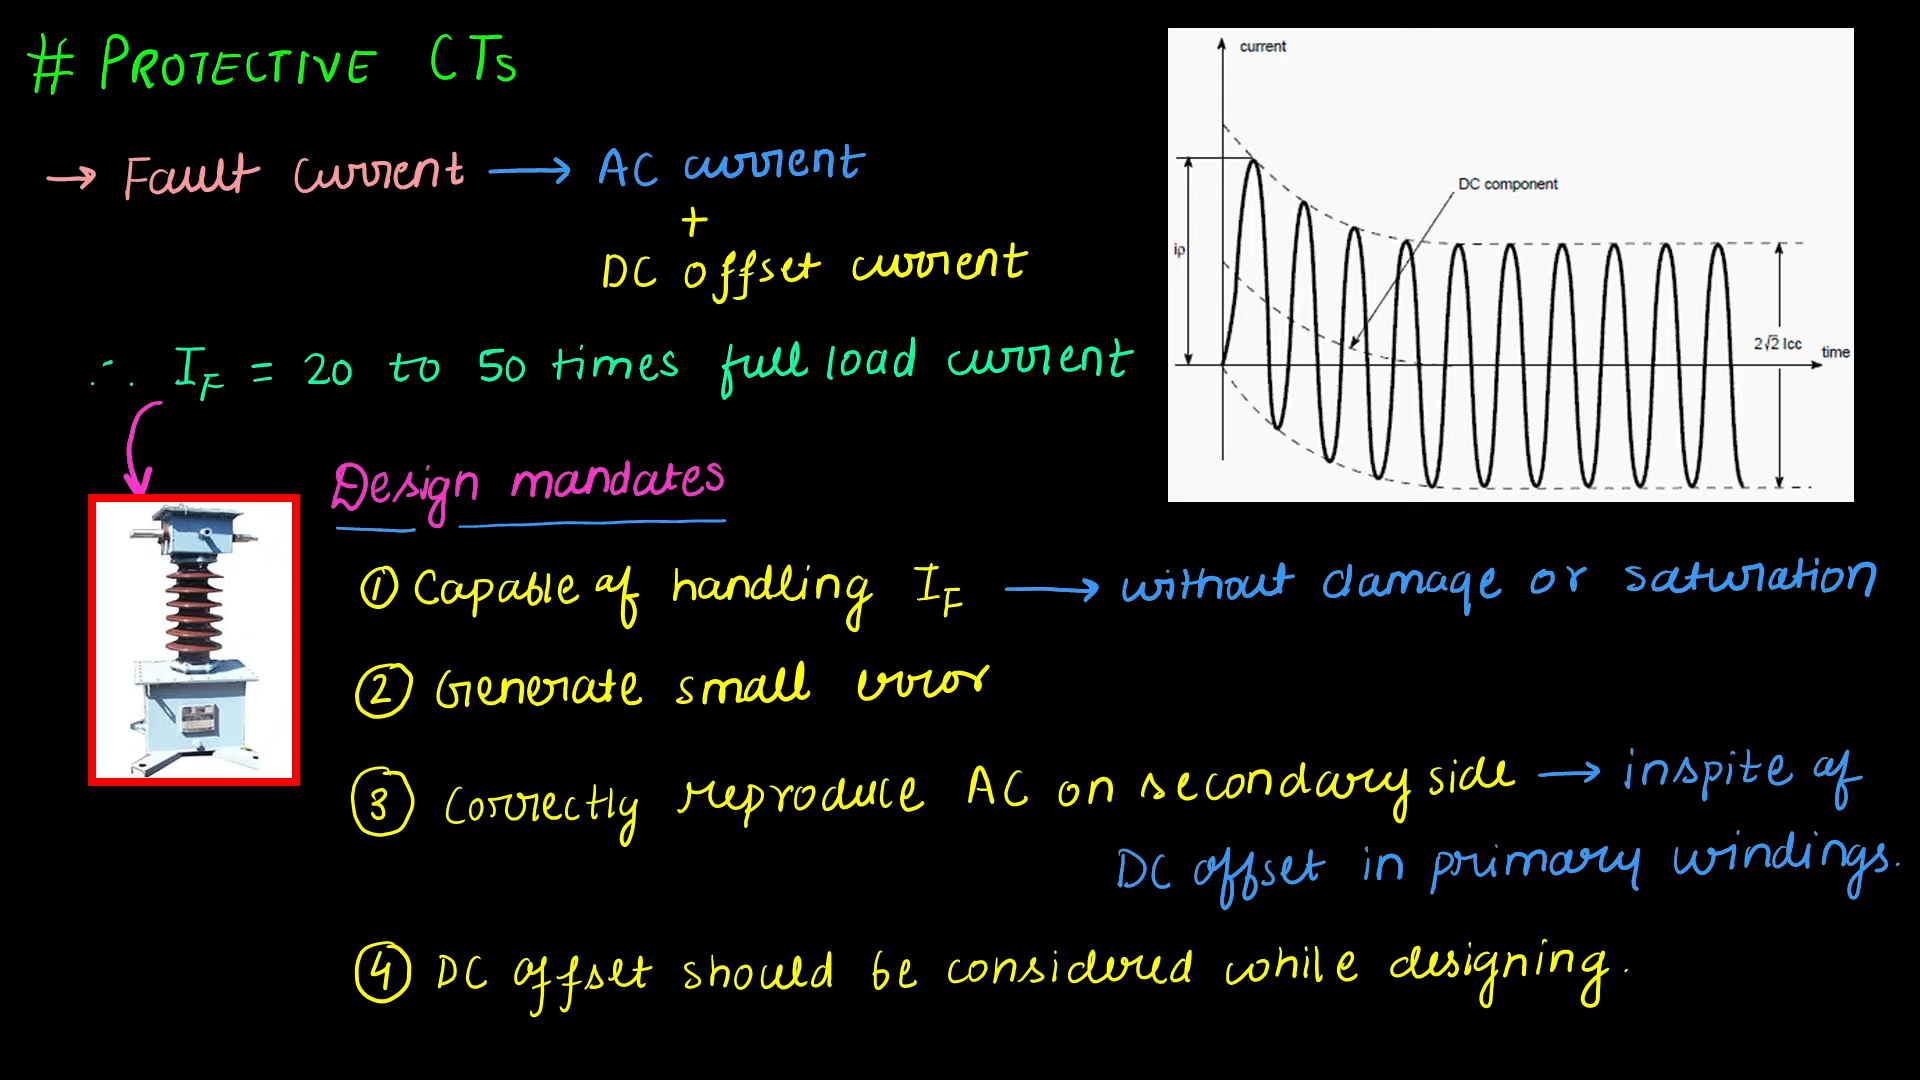 # PROTECTIVE CTs
→ Fault current → AC current
+
DC offset current
∴ IF = 20 to 50 times full load current
current
DC component
ip
2√2 Icc
time
Design mandates
① Capable of handling IF → without damage or saturation
② Generate small error
③ Correctly reproduce AC on secondary side → inspite of
DC offset in primary windings.
④ DC offset should be considered while designing.